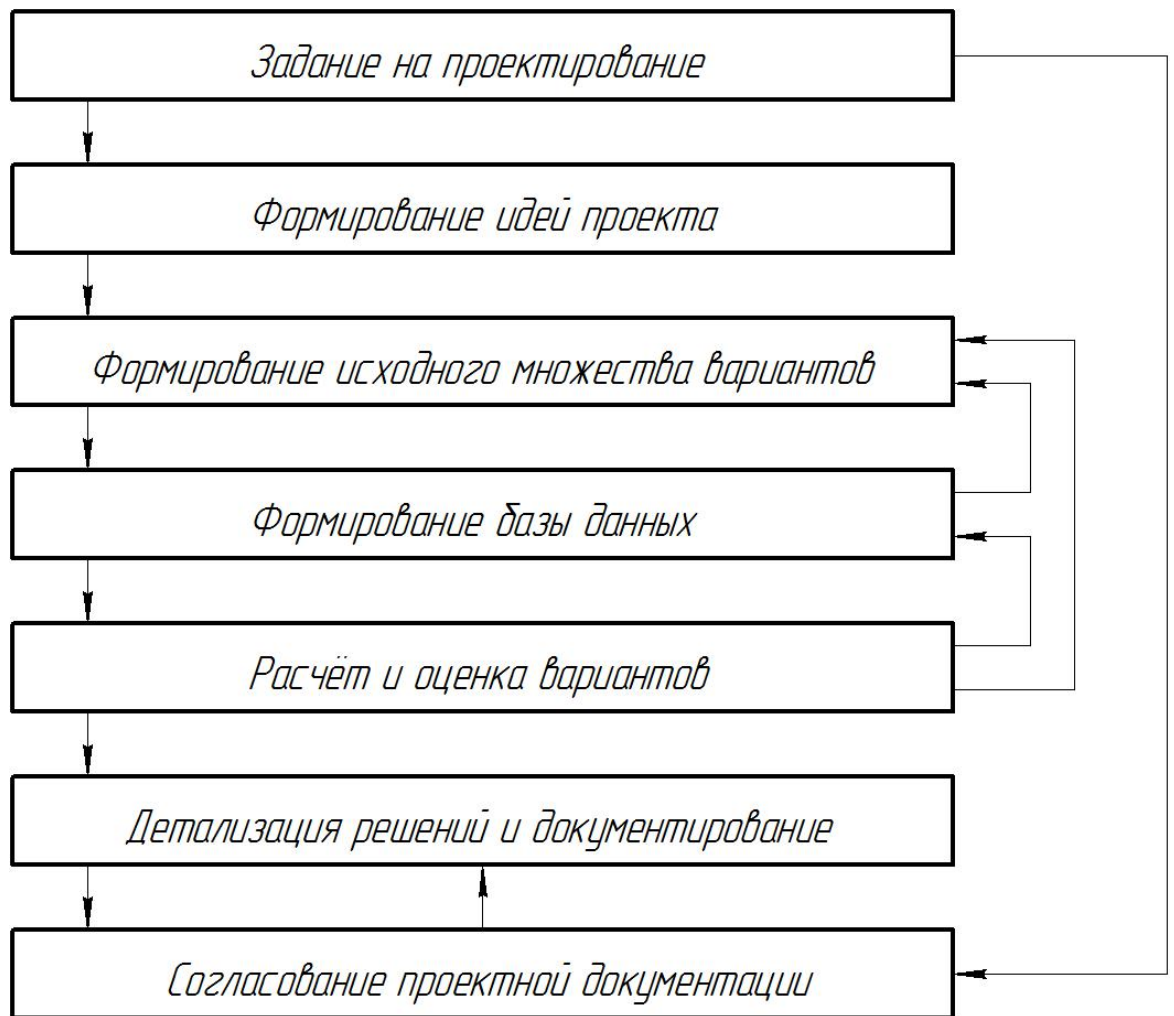 Задание на проектирование
Формирование идей проекта
Формирование исходного множества вариантов
Формирование базы данных
Расчёт и оценка вариантов
Детализация решений и документирование
Согласование проектной документации